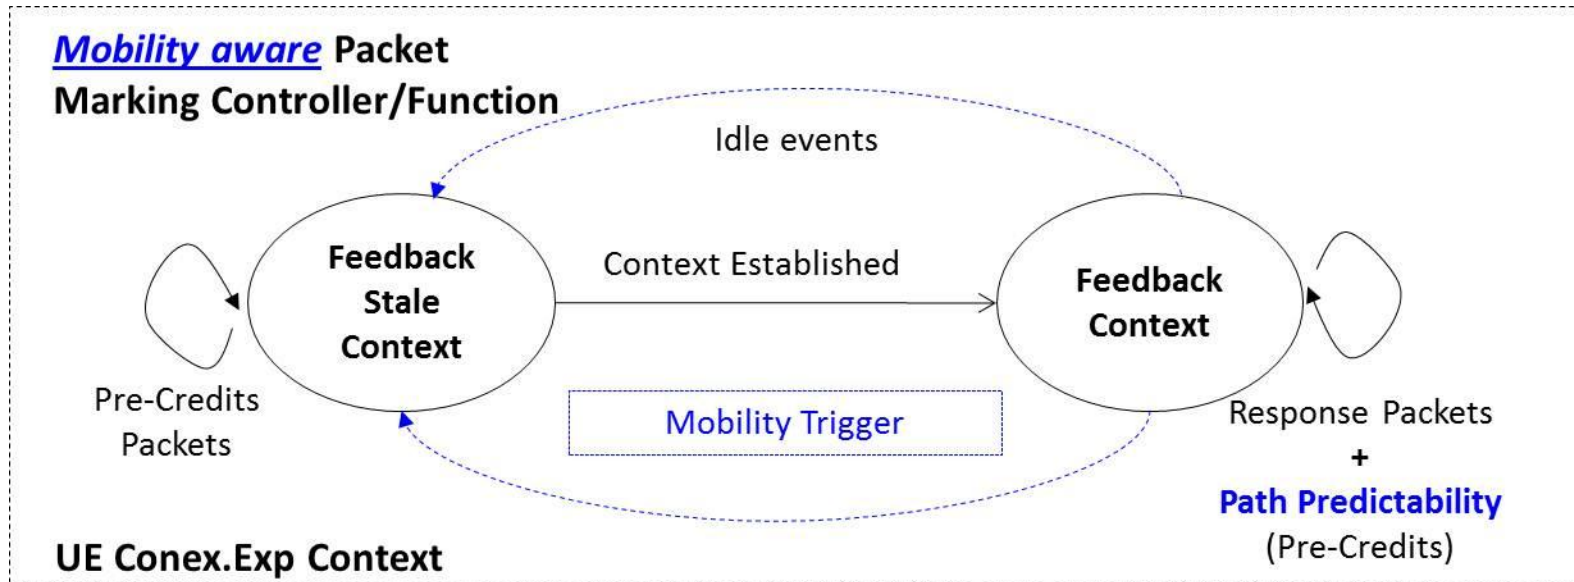 Mobility aware Packet
Marking Controller/Function
Idle events
Feedback
Stale
Context
Context Established
Feedback
Context
Pre-Credits
Packets
Mobility Trigger
Response Packets
+
Path Predictability
(Pre-Credits)
UE Conex.Exp Context